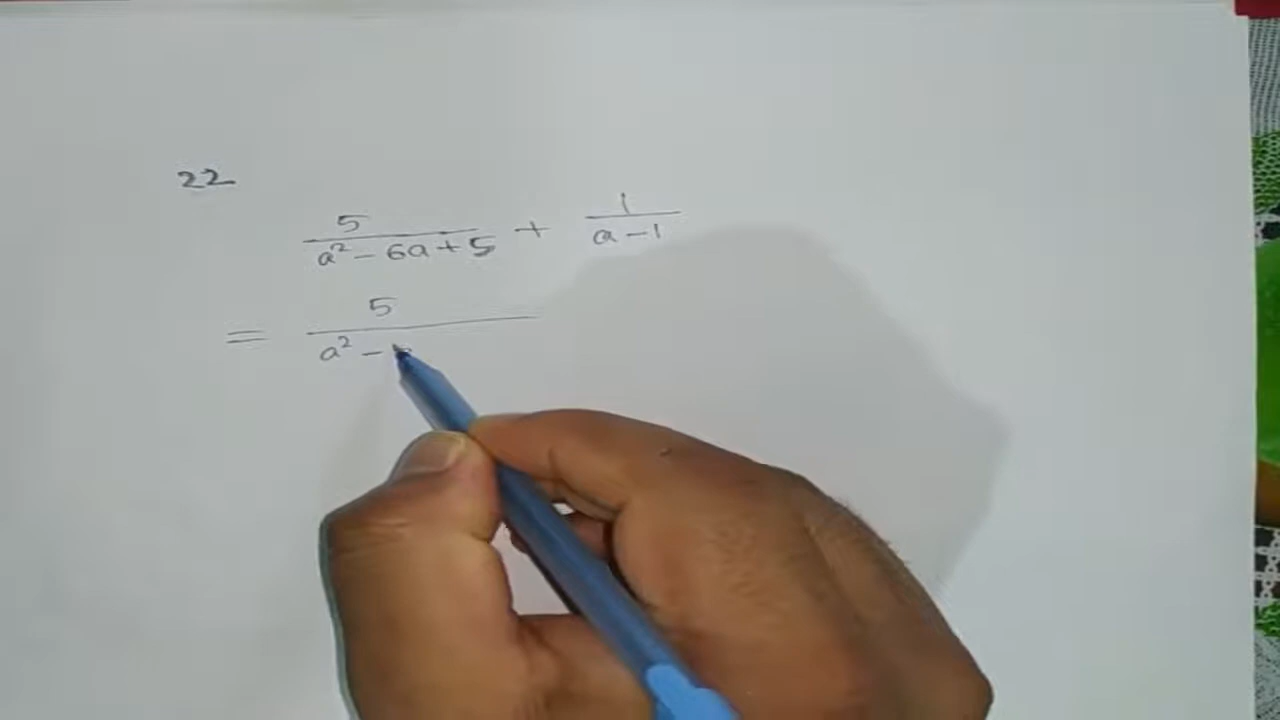 22
5/(a² - 6a + 5) + 1/(a - 1)
= 5/(a² -